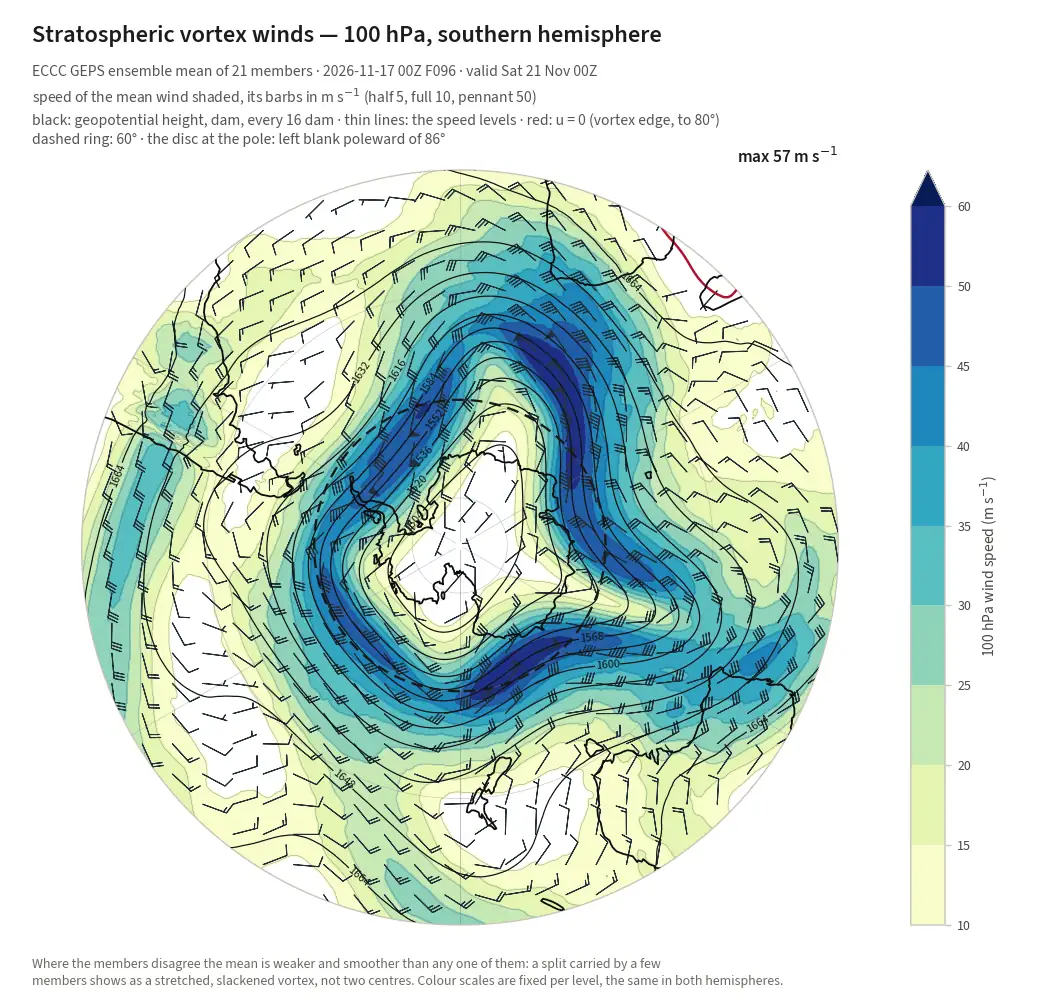 Stratospheric vortex winds — 100 hPa, southern hemisphere
ECCC GEPS ensemble mean of 21 members · 2026-11-17 00Z F096 · valid Sat 21 Nov 00Z
speed of the mean wind shaded, its barbs in m s⁻¹ (half 5, full 10, pennant 50)
black: geopotential height, dam, every 16 dam · thin lines: the speed levels · red: u = 0 (vortex edge, to 80°)
dashed ring: 60° · the disc at the pole: left blank poleward of 86°
max 57 m s⁻¹
60
50
45
40
35
30
25
20
15
10
100 hPa wind speed (m s⁻¹)
1664
1632
1616
1584
1552
1536
1520
1664
1568
1600
1664
1648
1664
Where the members disagree the mean is weaker and smoother than any one of them: a split carried by a few
members shows as a stretched, slackened vortex, not two centres. Colour scales are fixed per level, the same in both hemispheres.